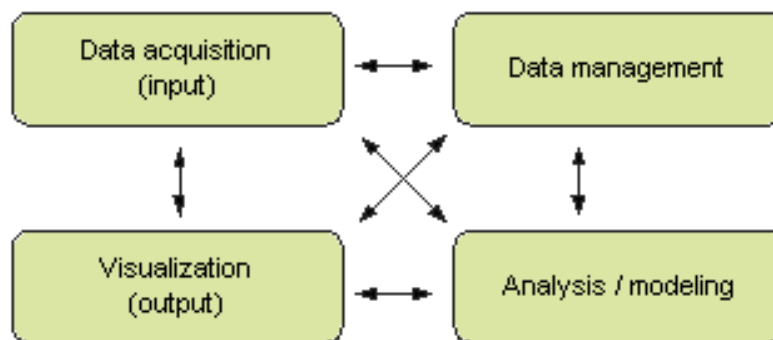 Data acquisition
(input)
Data management
Visualization
(output)
Analysis / modeling